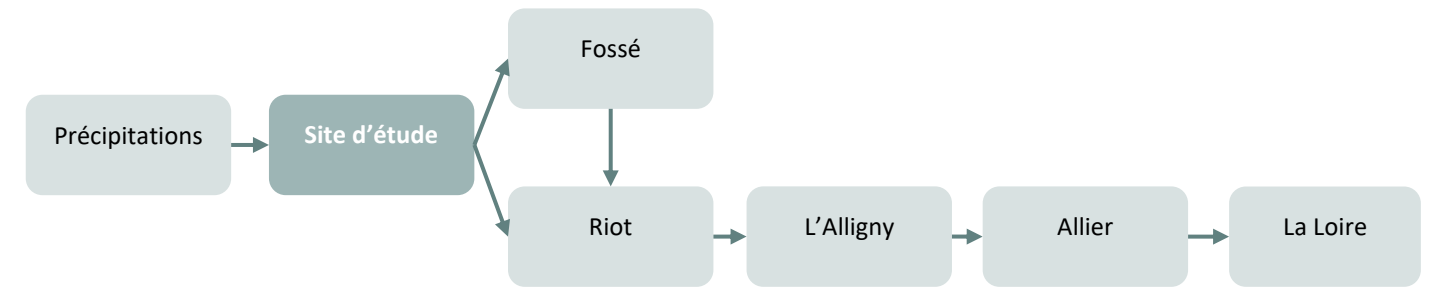 Fossé
Précipitations
Site d’étude
Riot
L’Alligny
Allier
La Loire